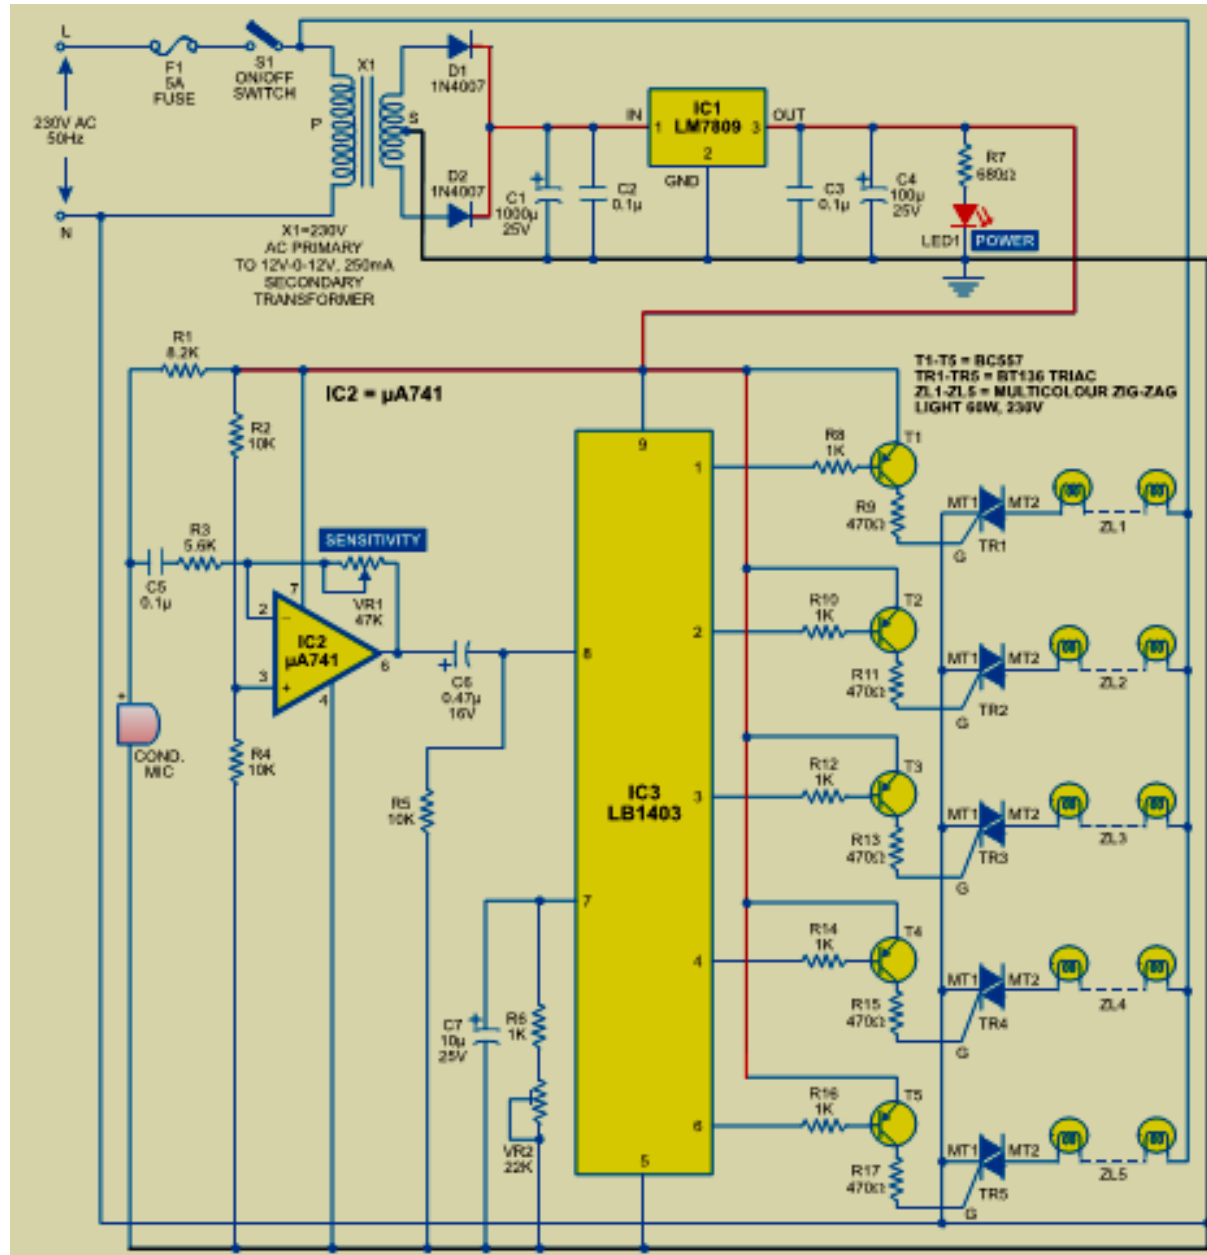 L
F1
5A
FUSE
S1
ON/OFF
SWITCH
230V AC
50Hz
N
P
X1
S
X1=230V
AC PRIMARY
TO 12V-0-12V, 250mA
SECONDARY
TRANSFORMER
D1
1N4007
D2
1N4007
C1
1000µ
25V
C2
0.1µ
IN
IC1
LM7809
1
3
2
OUT
GND
C3
0.1µ
C4
100µ
25V
R7
680Ω
LED1
POWER
R1
8.2K
R2
10K
IC2 = µA741
T1-T5 = BC557
TR1-TR5 = BT136 TRIAC
ZL1-ZL5 = MULTICOLOUR ZIG-ZAG
LIGHT 60W, 230V
R3
5.6K
C5
0.1µ
SENSITIVITY
VR1
47K
7
2
–
IC2
µA741
3
+
4
6
+
C6
0.47µ
16V
+
COND.
MIC
R4
10K
R5
10K
C7
10µ
25V
+
R6
1K
VR2
22K
9
8
7
IC3
LB1403
1
2
3
4
6
5
R8
1K
T1
R9
470Ω
MT1
MT2
G
TR1
ZL1
R10
1K
T2
R11
470Ω
MT1
MT2
G
TR2
ZL2
R12
1K
T3
R13
470Ω
MT1
MT2
G
TR3
ZL3
R14
1K
T4
R15
470Ω
MT1
MT2
G
TR4
ZL4
R16
1K
T5
R17
470Ω
MT1
MT2
G
TR5
ZL5